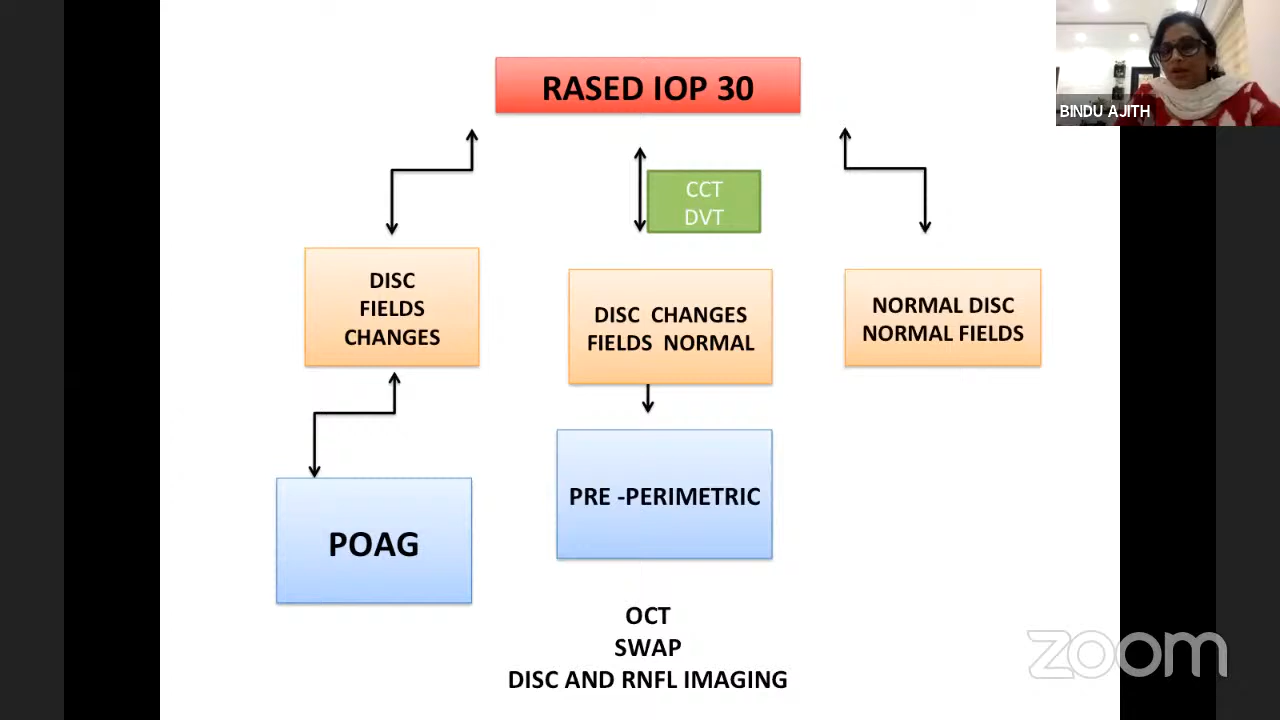 RASED IOP 30
BINDU AJITH
CCT
DVT
DISC
FIELDS
CHANGES
DISC CHANGES
FIELDS NORMAL
NORMAL DISC
NORMAL FIELDS
POAG
PRE -PERIMETRIC
OCT
SWAP
DISC AND RNFL IMAGING
zoom